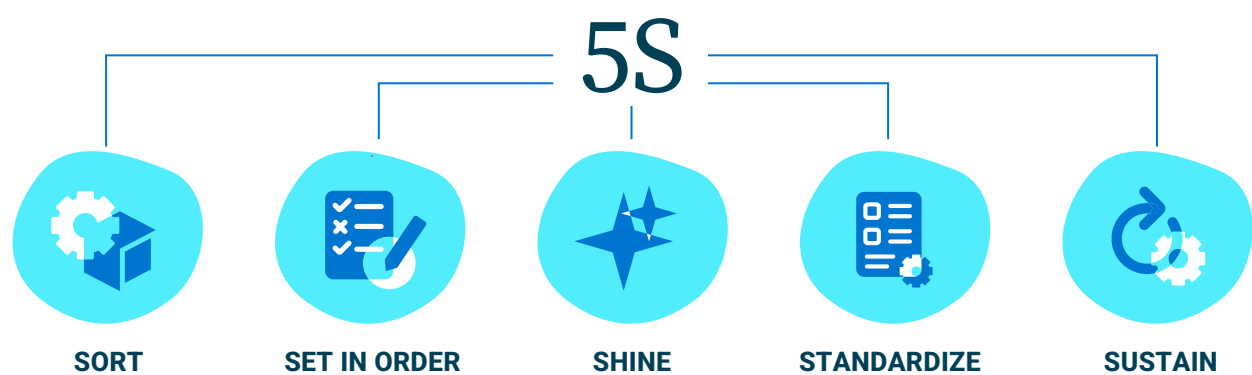 5S
SORT
SET IN ORDER
SHINE
STANDARDIZE
SUSTAIN